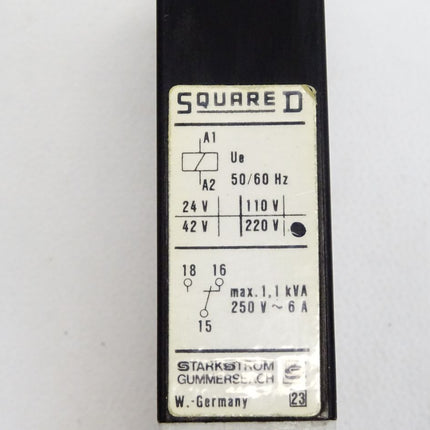 SQUARE D
A1
Ue
50/60 Hz
A2
24 V 110 V
42 V 220 V
18 16
max. 1,1 kVA
250 V ~ 6 A
15
STARKSTROM
GUMMERSBACH S
W.-Germany 23